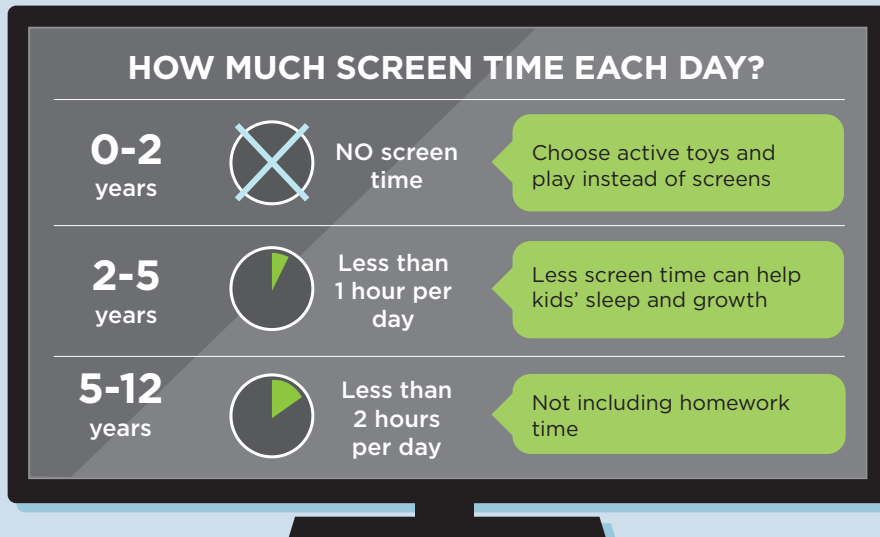 HOW MUCH SCREEN TIME EACH DAY?
0-2
years
NO screen
time
Choose active toys and
play instead of screens
2-5
years
Less than
1 hour per
day
Less screen time can help
kids’ sleep and growth
5-12
years
Less than
2 hours
per day
Not including homework
time